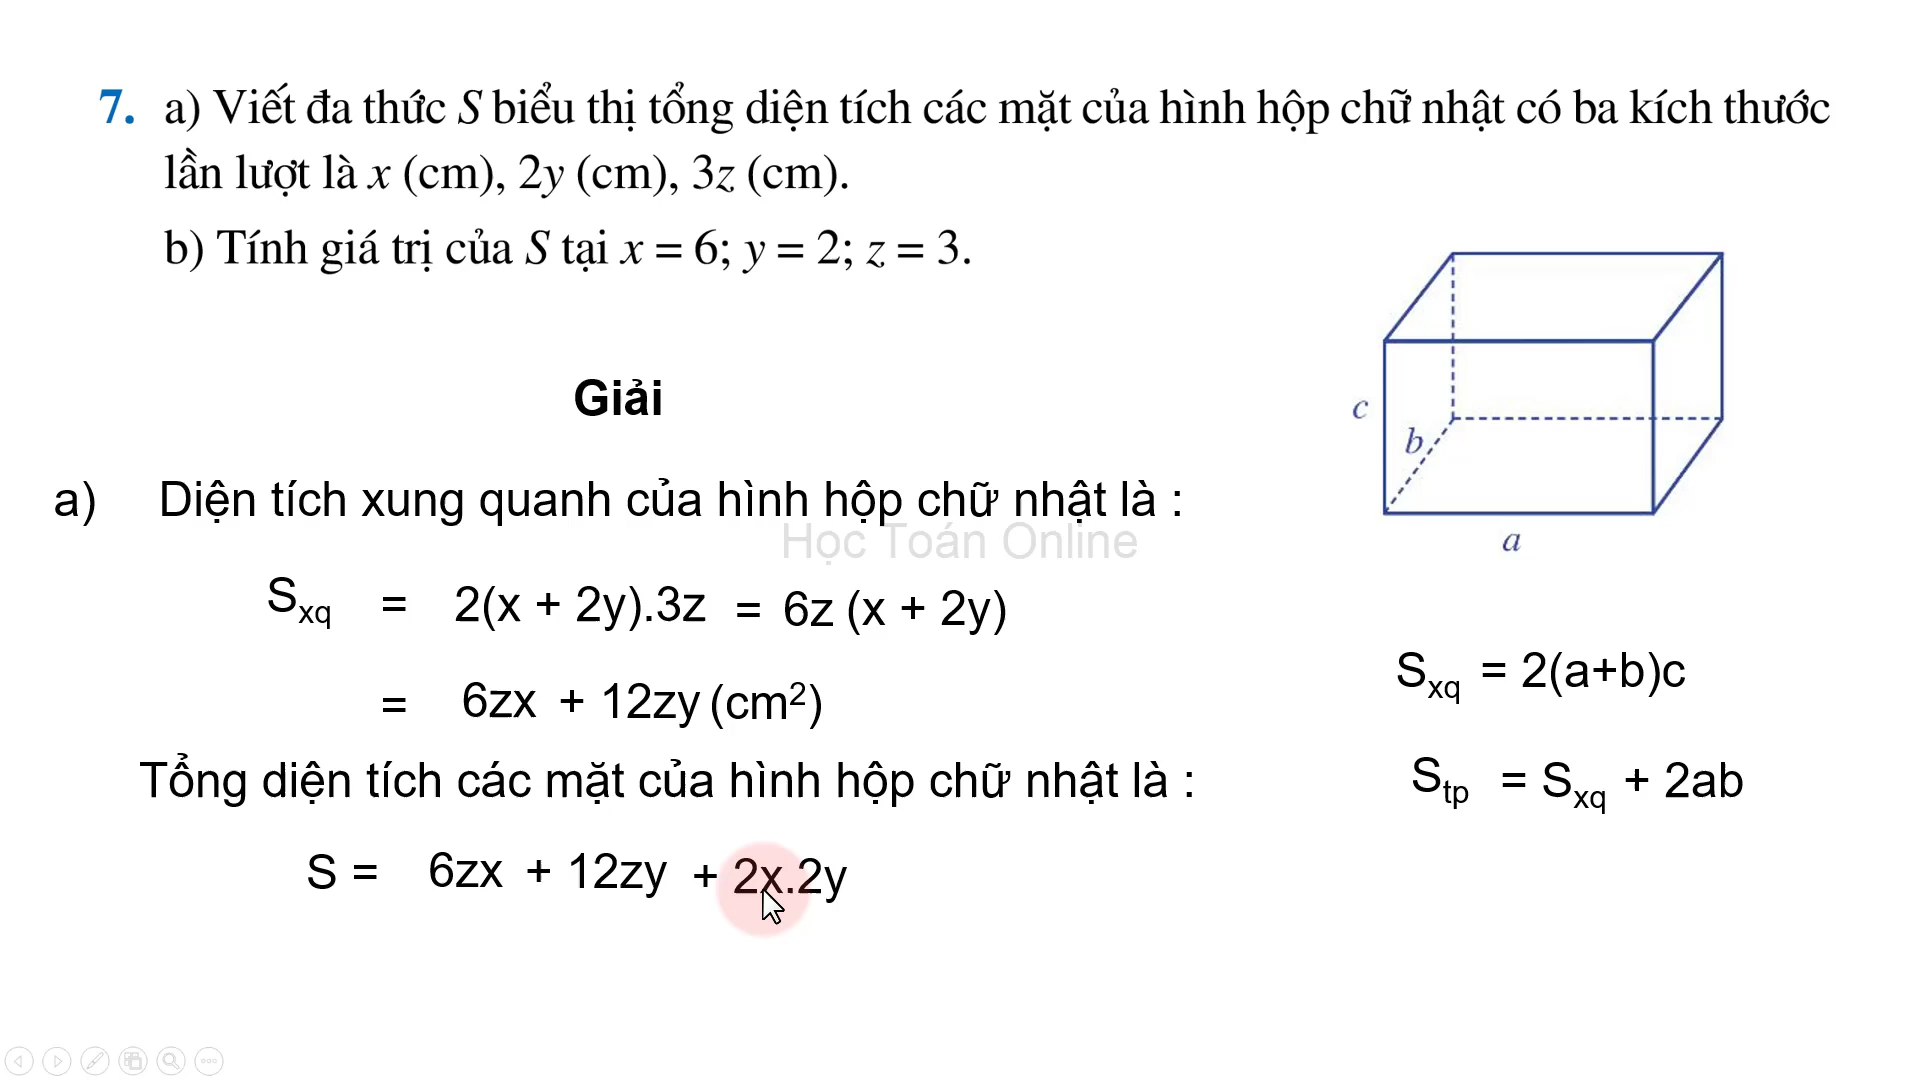 7. a) Viết đa thức S biểu thị tổng diện tích các mặt của hình hộp chữ nhật có ba kích thước
lần lượt là x (cm), 2y (cm), 3z (cm).
b) Tính giá trị của S tại x = 6; y = 2; z = 3.
Giải
c
b
a
a) Diện tích xung quanh của hình hộp chữ nhật là :
Học Toán Online
Sxq = 2(x + 2y).3z = 6z (x + 2y)
Sxq = 2(a+b)c
= 6zx + 12zy (cm²)
Tổng diện tích các mặt của hình hộp chữ nhật là :
Stp = Sxq + 2ab
S = 6zx + 12zy + 2x.2y